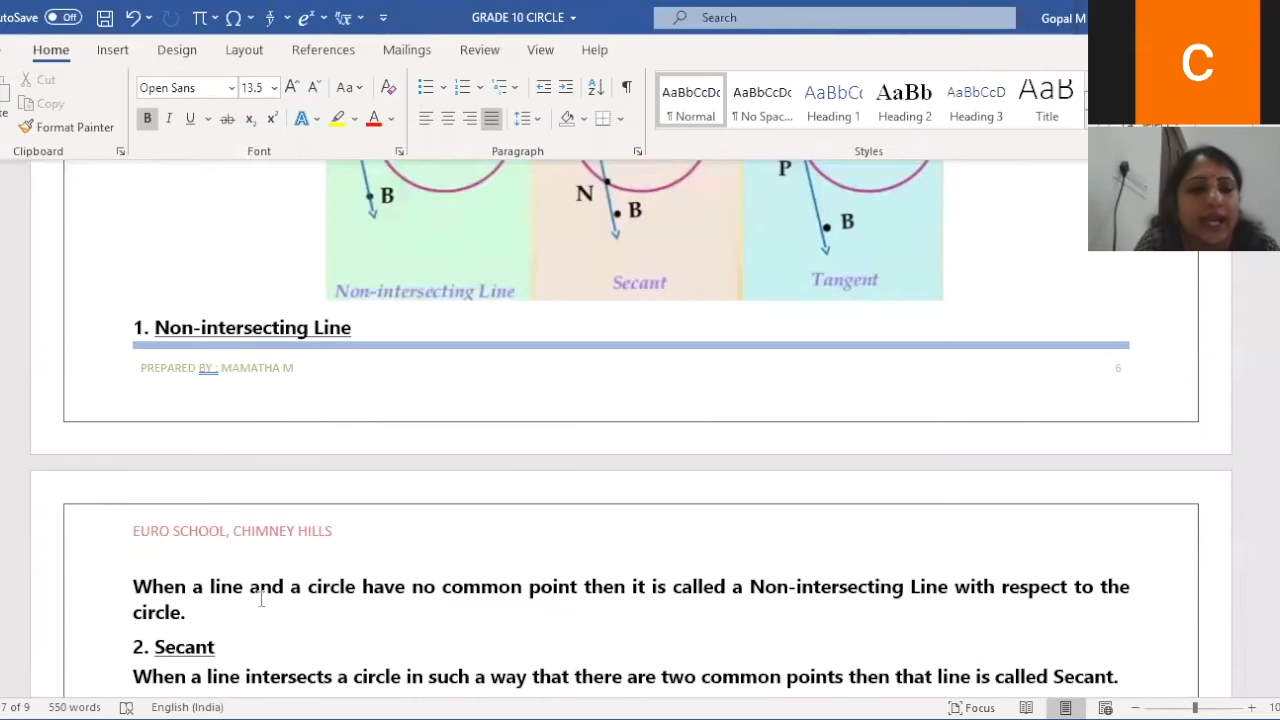 AutoSave Off GRADE 10 CIRCLE Search Gopal M
Home Insert Design Layout References Mailings Review View Help
Cut Copy Format Painter Clipboard
Open Sans 13.5 Aa Font
Paragraph
AaBbCcDc ¶ Normal
AaBbCcDc ¶ No Spac...
AaBbCc Heading 1
AaBb Heading 2
AaBbCcD Heading 3
AaB Title
Styles
C
B N B P B
Non-intersecting Line Secant Tangent
1. Non-intersecting Line
PREPARED BY : MAMATHA M 6
EURO SCHOOL, CHIMNEY HILLS
When a line and a circle have no common point then it is called a Non-intersecting Line with respect to the
circle.
2. Secant
When a line intersects a circle in such a way that there are two common points then that line is called Secant.
7 of 9 550 words English (India) Focus